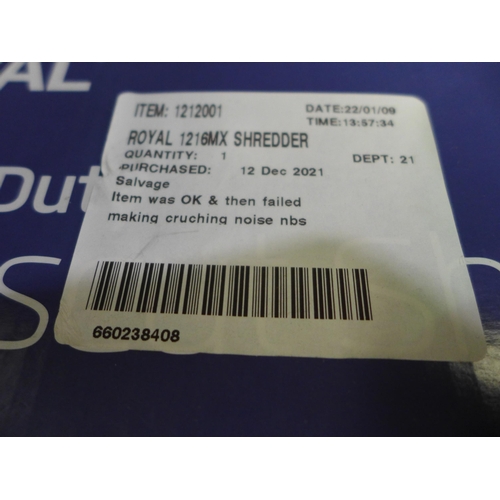 AL
ITEM: 1212001
DATE:22/01/09
TIME:13:57:34
ROYAL 1216MX SHREDDER
QUANTITY: 1
DEPT: 21
PURCHASED: 12 Dec 2021
Salvage
Item was OK & then failed
making cruching noise nbs
660238408
Dut